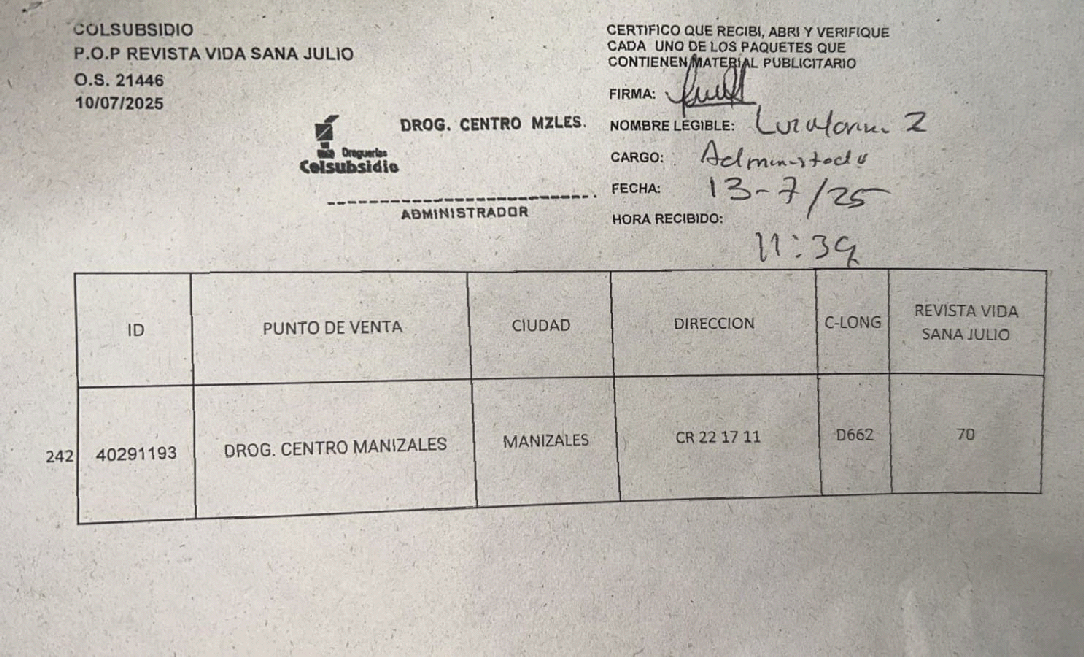 COLSUBSIDIO
P.O.P REVISTA VIDA SANA JULIO
O.S. 21446
10/07/2025
Droguerías
Colsubsidio
DROG. CENTRO MZLES.
ADMINISTRADOR
CERTIFICO QUE RECIBI, ABRI Y VERIFIQUE
CADA UNO DE LOS PAQUETES QUE
CONTIENEN MATERIAL PUBLICITARIO
FIRMA:
NOMBRE LEGIBLE: Luz
CARGO: Administrado
FECHA: 13-7/25
HORA RECIBIDO:
11:39
ID
PUNTO DE VENTA
CIUDAD
DIRECCION
C-LONG
REVISTA VIDA
SANA JULIO
242
40291193
DROG. CENTRO MANIZALES
MANIZALES
CR 22 17 11
D662
70